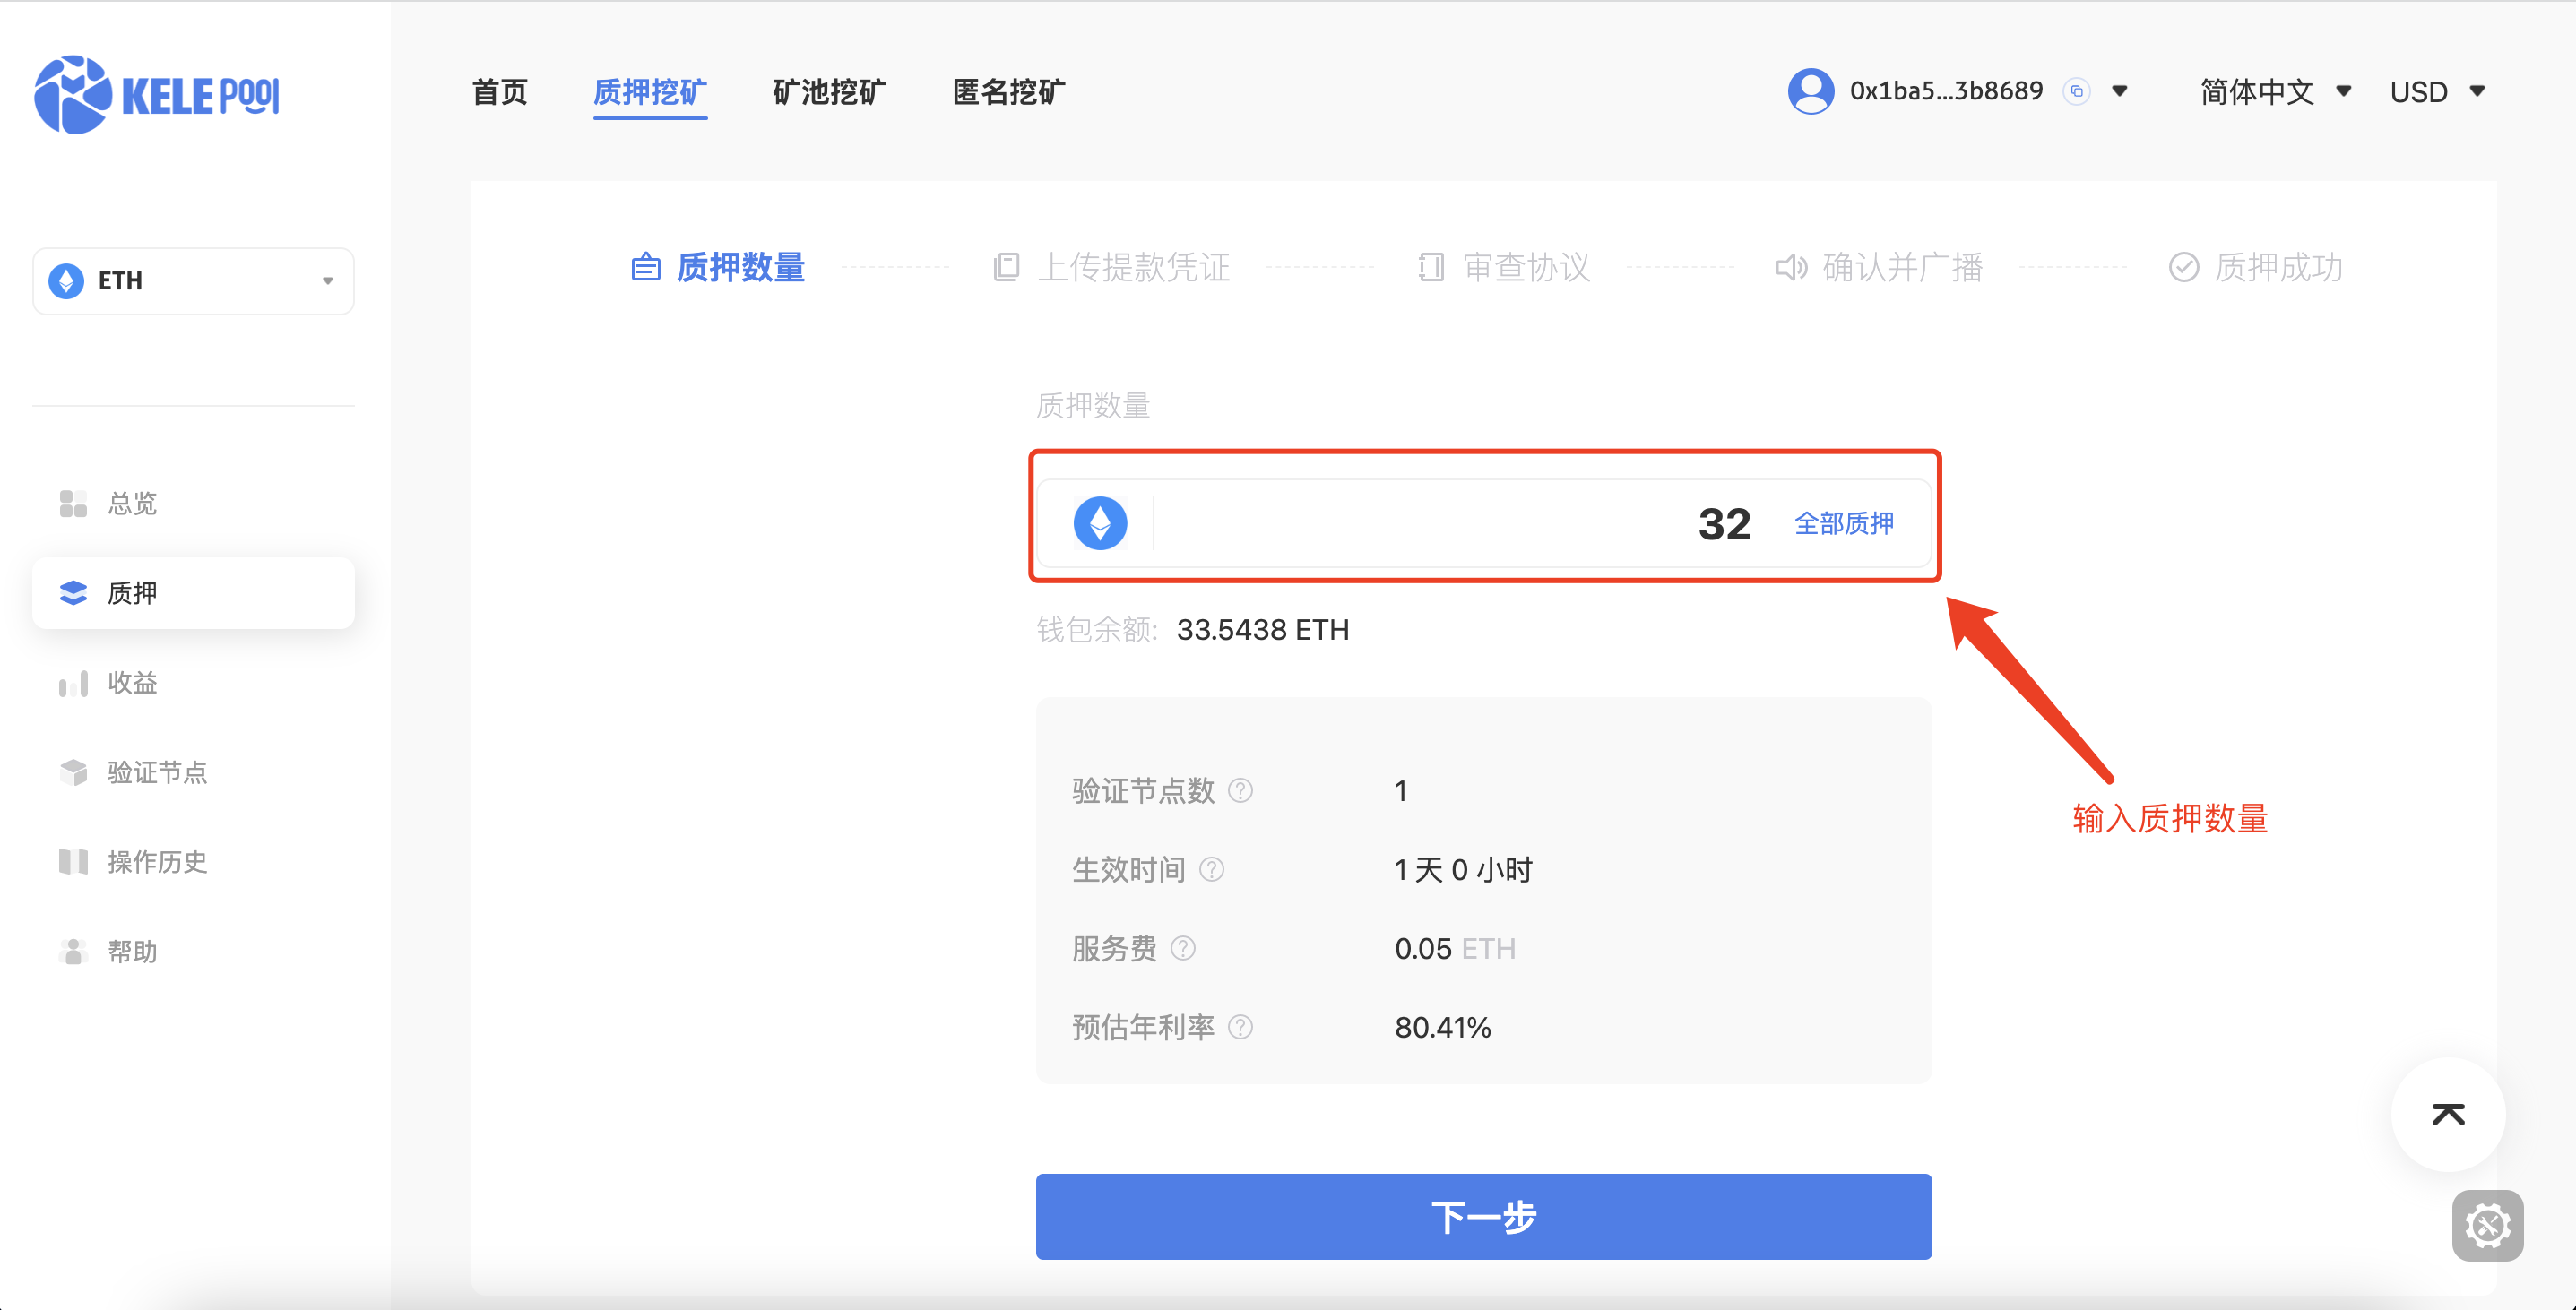 KELE POOL
首页 质押挖矿 矿池挖矿 匿名挖矿 0x1ba5...3b8689 简体中文 USD
ETH
总览
质押
收益
验证节点
操作历史
帮助
质押数量 上传提款凭证 审查协议 确认并广播 质押成功
质押数量
32 全部质押
钱包余额: 33.5438 ETH
验证节点数 ? 1
生效时间 ? 1 天 0 小时
服务费 ? 0.05 ETH
预估年利率 ? 80.41%
输入质押数量
下一步